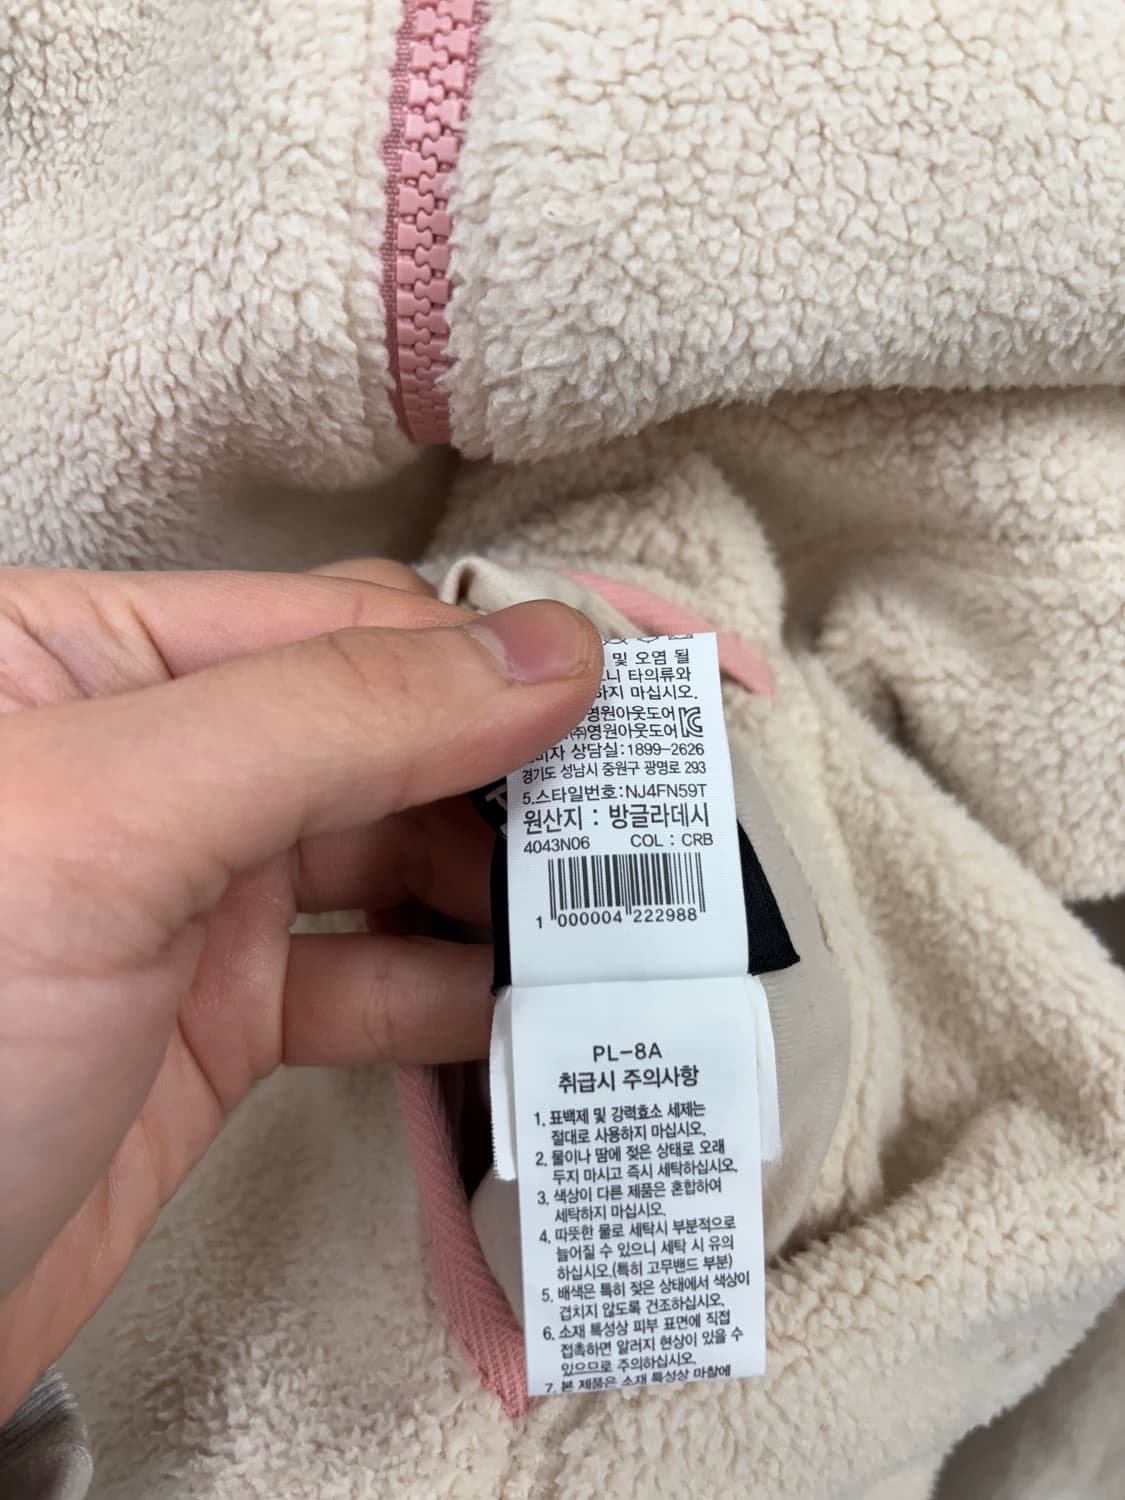 및 오염 될
니 타의류와
하지 마십시오.
영원아웃도어
㈜영원아웃도어
비자 상담실:1899-2626
경기도 성남시 중원구 광명로 293
5.스타일번호:NJ4FN59T
원산지 : 방글라데시
4043N06 COL : CRB
1 000004 222988
PL-8A
취급시 주의사항
1. 표백제 및 강력효소 세제는
절대로 사용하지 마십시오.
2. 물이나 땀에 젖은 상태로 오래
두지 마시고 즉시 세탁하십시오.
3. 색상이 다른 제품은 혼합하여
세탁하지 마십시오.
4. 따뜻한 물로 세탁시 부분적으로
늘어질 수 있으니 세탁 시 유의
하십시오.(특히 고무밴드 부분)
5. 배색은 특히 젖은 상태에서 색상이
겹치지 않도록 건조하십시오.
6. 소재 특성상 피부 표면에 직접
접촉하면 알러지 현상이 있을 수
있으므로 주의하십시오.
7. 본 제품은 소재 특성상 마찰에